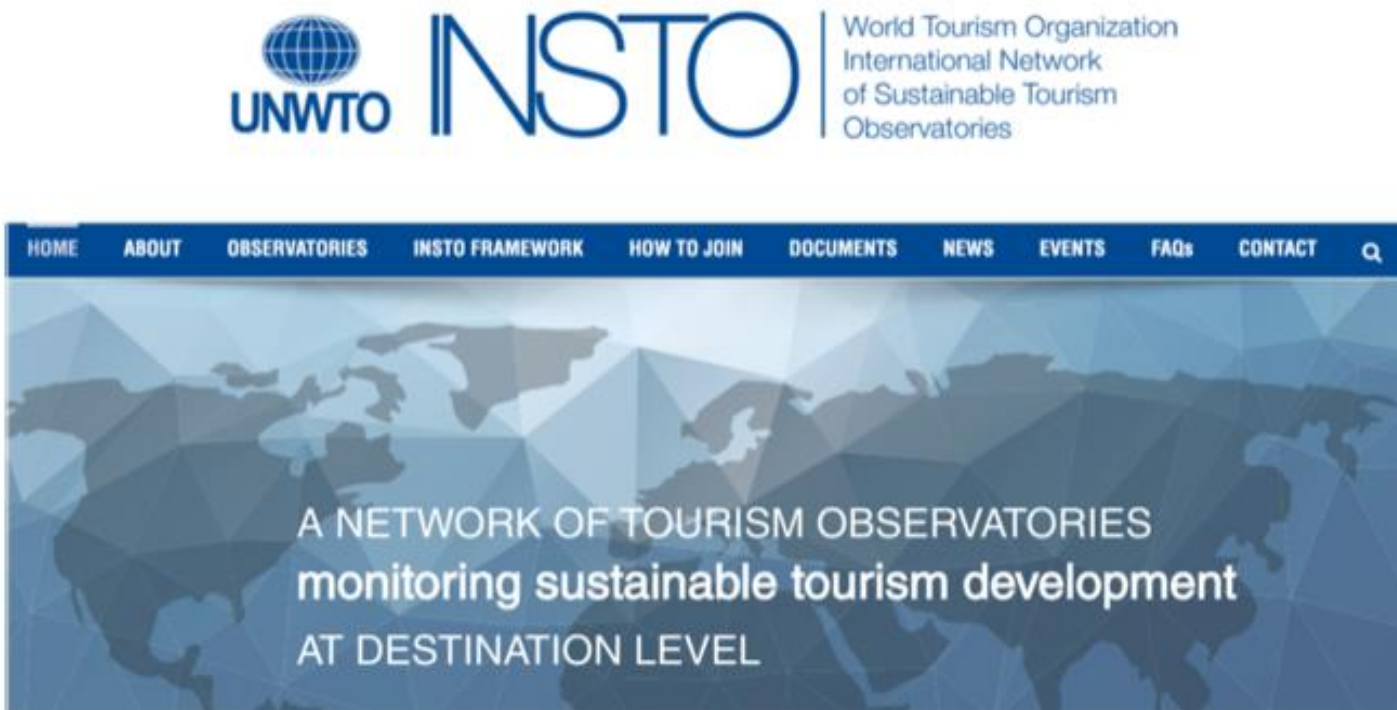 UNWTO
INSTO
World Tourism Organization
International Network
of Sustainable Tourism
Observatories
HOME ABOUT OBSERVATORIES INSTO FRAMEWORK HOW TO JOIN DOCUMENTS NEWS EVENTS FAQs CONTACT
A NETWORK OF TOURISM OBSERVATORIES
monitoring sustainable tourism development
AT DESTINATION LEVEL